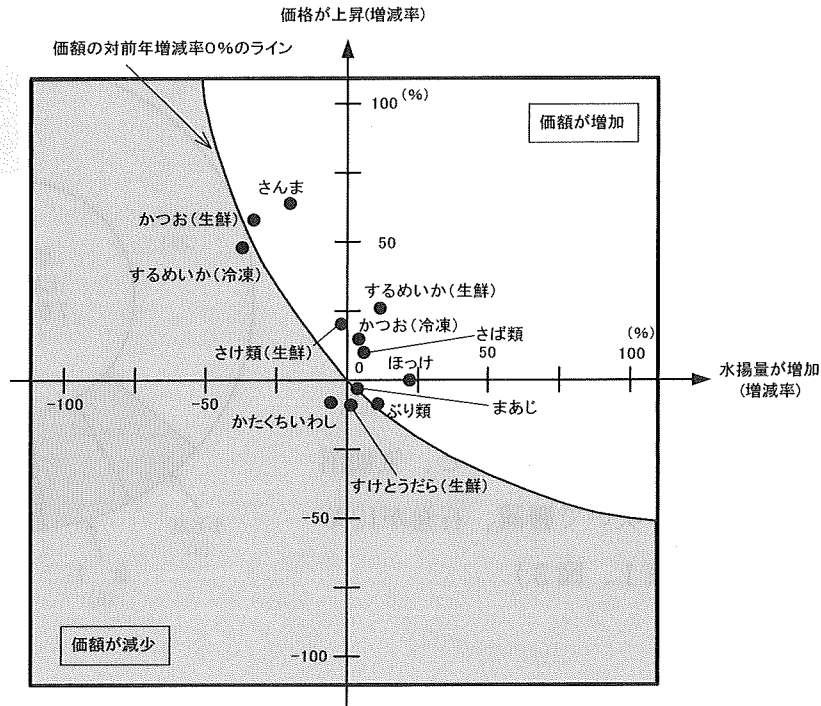 価格が上昇(増減率)
価額の対前年増減率0%のライン
100 (%)
価額が増加
さんま
かつお(生鮮)
50
するめいか(冷凍)
するめいか(生鮮)
かつお(冷凍)
さば類
さけ類(生鮮)
0
ほっけ
50
(%)
100
水揚量が増加
(増減率)
-100
-50
まあじ
かたくちいわし
ぶり類
すけとうだら(生鮮)
-50
価額が減少
-100